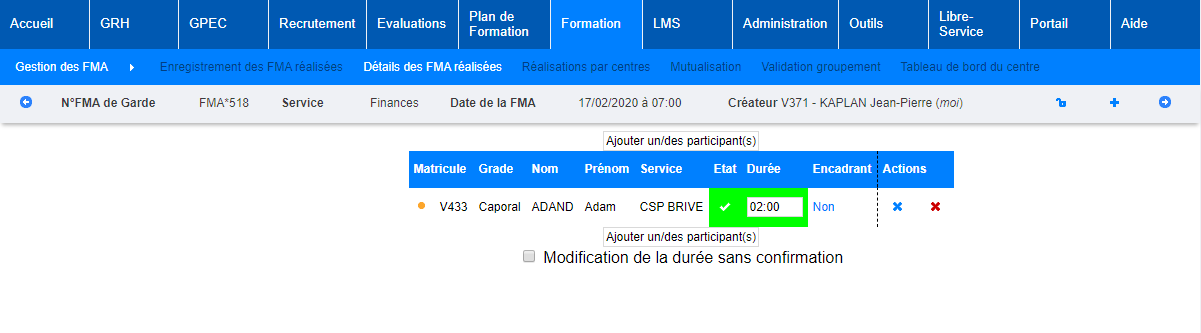 Accueil GRH GPEC Recrutement Evaluations Plan de Formation Formation LMS Administration Outils Libre-Service Portail Aide
Gestion des FMA Enregistrement des FMA réalisées Détails des FMA réalisées Réalisations par centres Mutualisation Validation groupement Tableau de bord du centre
N°FMA de Garde FMA*518 Service Finances Date de la FMA 17/02/2020 à 07:00 Créateur V371 - KAPLAN Jean-Pierre (moi)
Ajouter un/des participant(s)
Matricule Grade Nom Prénom Service Etat Durée Encadrant Actions
V433 Caporal ADAND Adam CSP BRIVE 02:00 Non
Ajouter un/des participant(s)
Modification de la durée sans confirmation